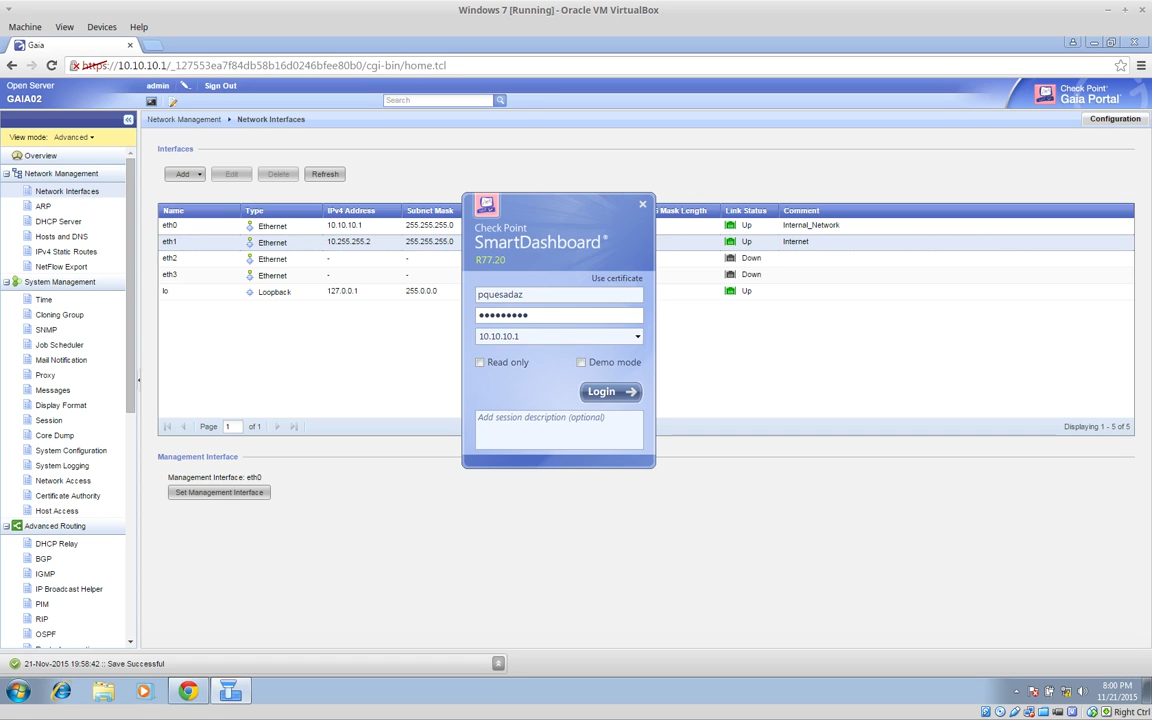 Windows 7 [Running] - Oracle VM VirtualBox
Machine View Devices Help
Gaia
https://10.10.10.1/_127553ea7f84db58b16d0246bfee80b0/cgi-bin/home.tcl
Open Server
GAIA02
admin Sign Out
Search
Check Point
Gaia Portal
View mode: Advanced
Network Management Network Interfaces
Configuration
Overview
Network Management
Network Interfaces
ARP
DHCP Server
Hosts and DNS
IPv4 Static Routes
NetFlow Export
System Management
Time
Cloning Group
SNMP
Job Scheduler
Mail Notification
Proxy
Messages
Display Format
Session
Core Dump
System Configuration
System Logging
Network Access
Certificate Authority
Host Access
Advanced Routing
DHCP Relay
BGP
IGMP
IP Broadcast Helper
PIM
RIP
OSPF
Interfaces
Add Edit Delete Refresh
Name Type IPv4 Address Subnet Mask Mask Length Link Status Comment
eth0 Ethernet 10.10.10.1 255.255.255.0 Up Internal_Network
eth1 Ethernet 10.255.255.2 255.255.255.0 Up Internet
eth2 Ethernet - - Down
eth3 Ethernet - - Down
lo Loopback 127.0.0.1 255.0.0.0 Up
Page 1 of 1
Displaying 1 - 5 of 5
Management Interface
Management Interface: eth0
Set Management Interface
Check Point
SmartDashboard
R77.20
Use certificate
pquesadaz
•••••••••
10.10.10.1
Read only Demo mode
Login
Add session description (optional)
21-Nov-2015 19:58:42 :: Save Successful
8:00 PM
11/21/2015
Right Ctrl